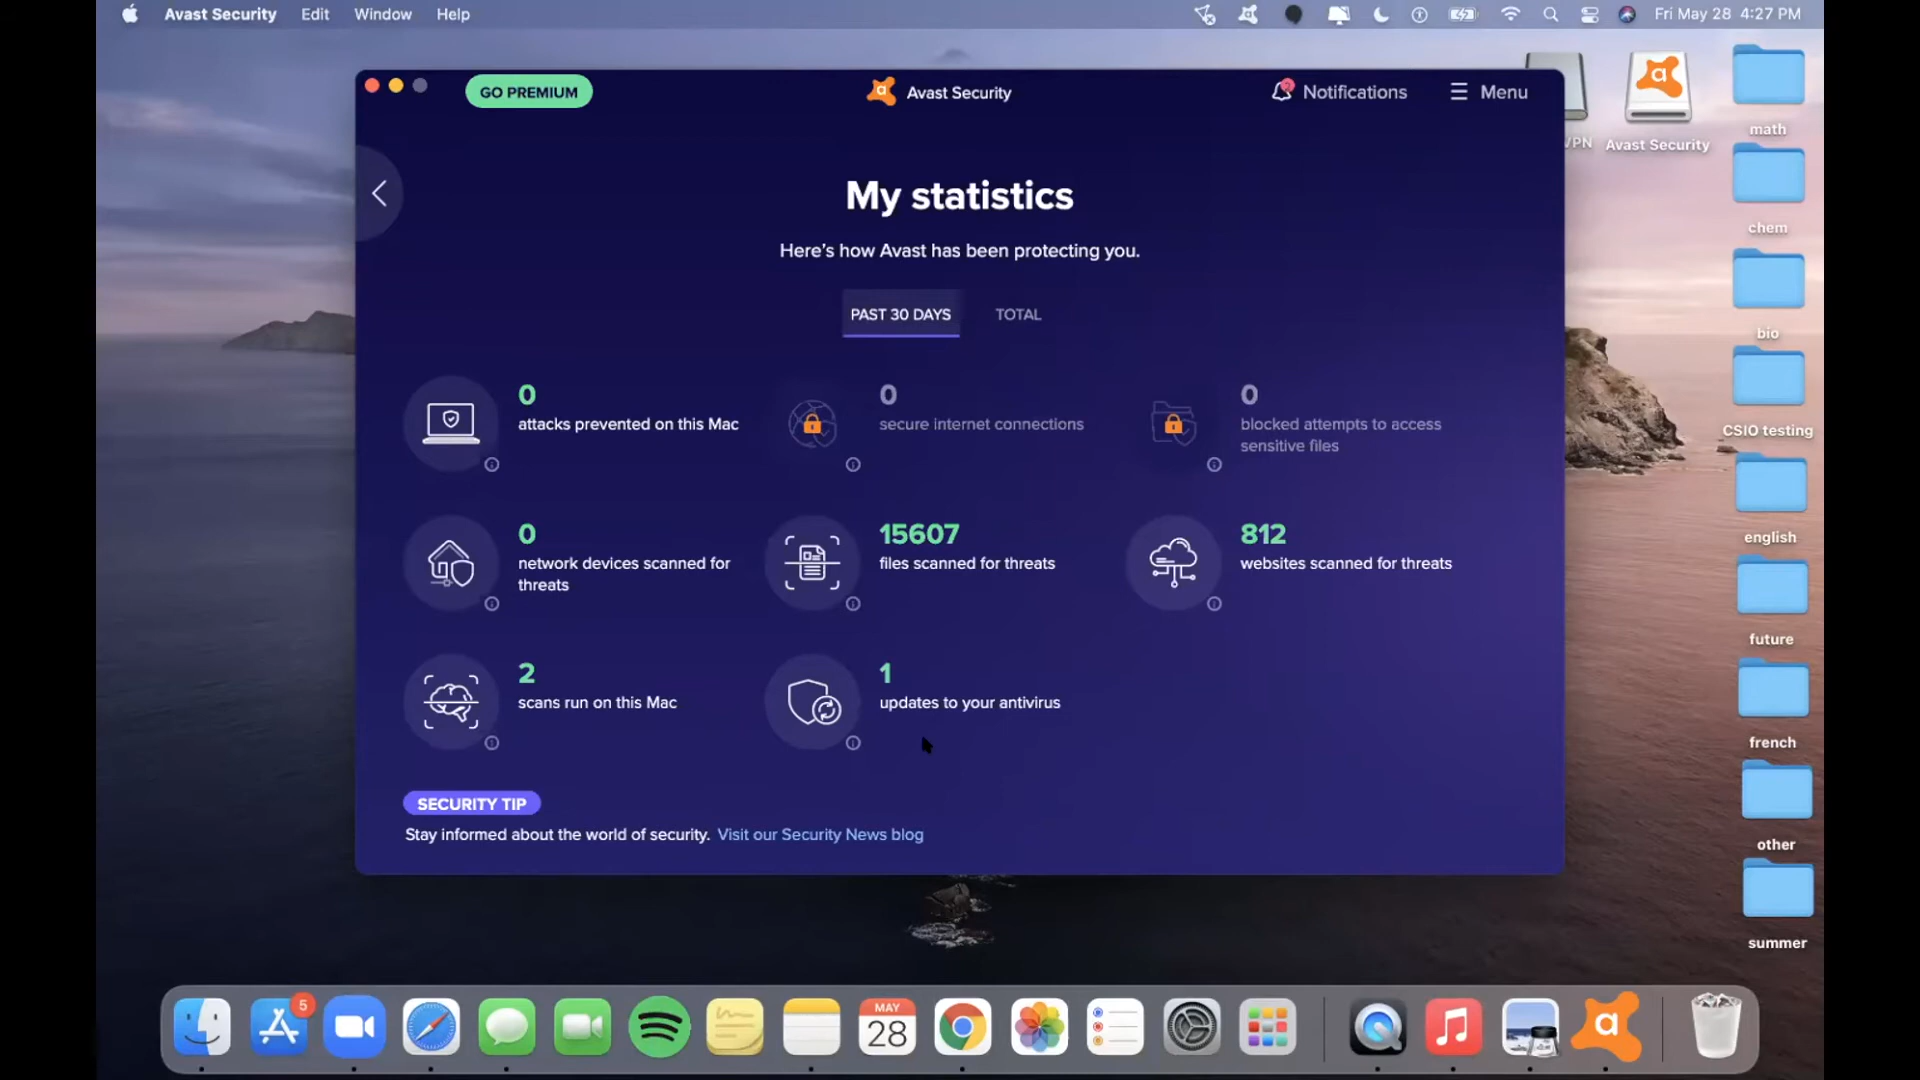 Avast Security Edit Window Help Fri May 28 4:27 PM
GO PREMIUM
a Avast Security
Notifications
Menu
My statistics
Here's how Avast has been protecting you.
PAST 30 DAYS TOTAL
0
attacks prevented on this Mac
0
secure internet connections
0
blocked attempts to access
sensitive files
0
network devices scanned for
threats
15607
files scanned for threats
812
websites scanned for threats
2
scans run on this Mac
1
updates to your antivirus
SECURITY TIP
Stay informed about the world of security. Visit our Security News blog
VPN
a
Avast Security
math
chem
bio
CSIO testing
english
future
french
other
summer
5
MAY
28
a